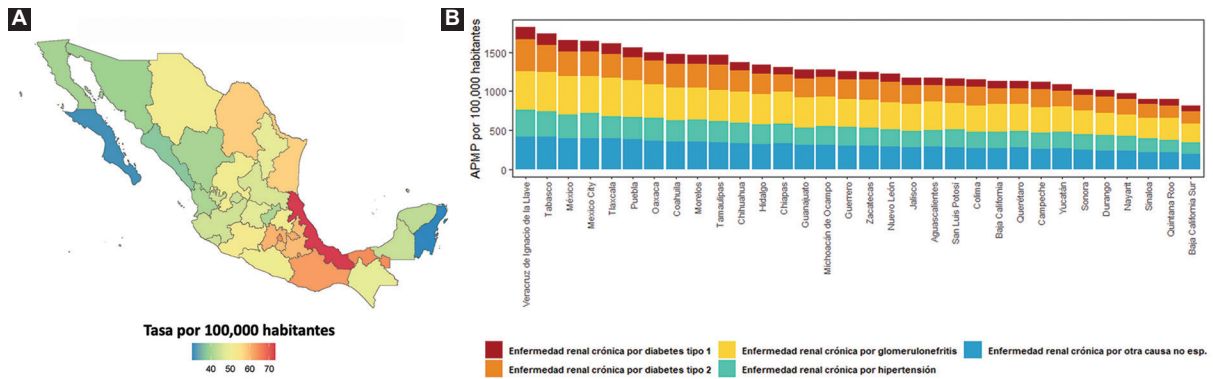 A
Tasa por 100,000 habitantes
40 50 60 70
B
APMP por 100,000 habitantes
1500
1000
500
0
Veracruz de Ignacio de la Llave
Tabasco
México
Mexico City
Tlaxcala
Puebla
Oaxaca
Coahuila
Morelos
Tamaulipas
Chihuahua
Hidalgo
Chiapas
Guanajuato
Michoacán de Ocampo
Guerrero
Zacatecas
Nuevo León
Jalisco
Aguascalientes
San Luis Potosí
Colima
Baja California
Querétaro
Campeche
Yucatán
Sonora
Durango
Nayarit
Sinaloa
Quintana Roo
Baja California Sur
Enfermedad renal crónica por diabetes tipo 1
Enfermedad renal crónica por glomerulonefritis
Enfermedad renal crónica por otra causa no esp.
Enfermedad renal crónica por diabetes tipo 2
Enfermedad renal crónica por hipertensión